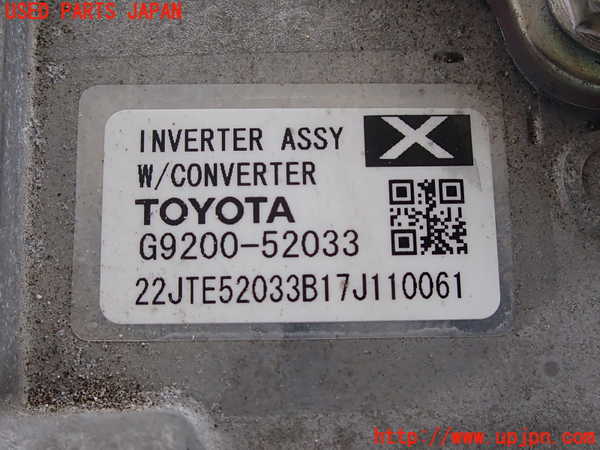 USED PARTS JAPAN
INVERTER ASSY
X
W/CONVERTER
TOYOTA
G9200-52033
22JTE52033B17J110061
http://www.upjpn.com/